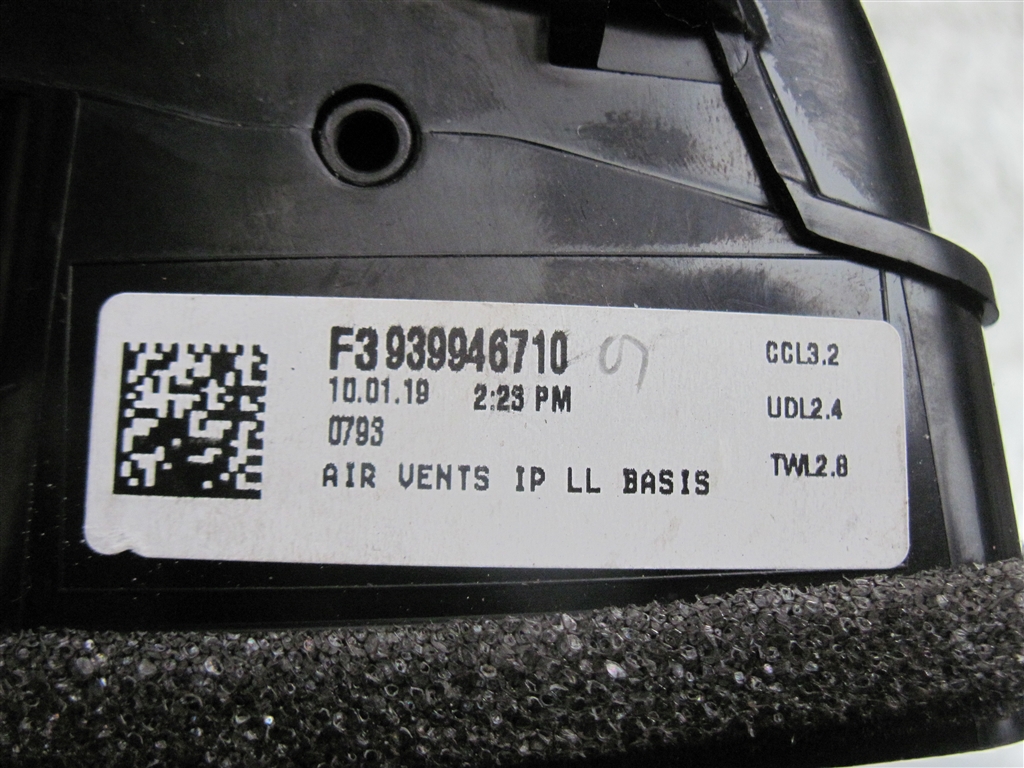 F3 939946710 9
10.01.19 2:23 PM
0793
AIR VENTS IP LL BASIS
CCL3.2
UDL2.4
TWL2.8